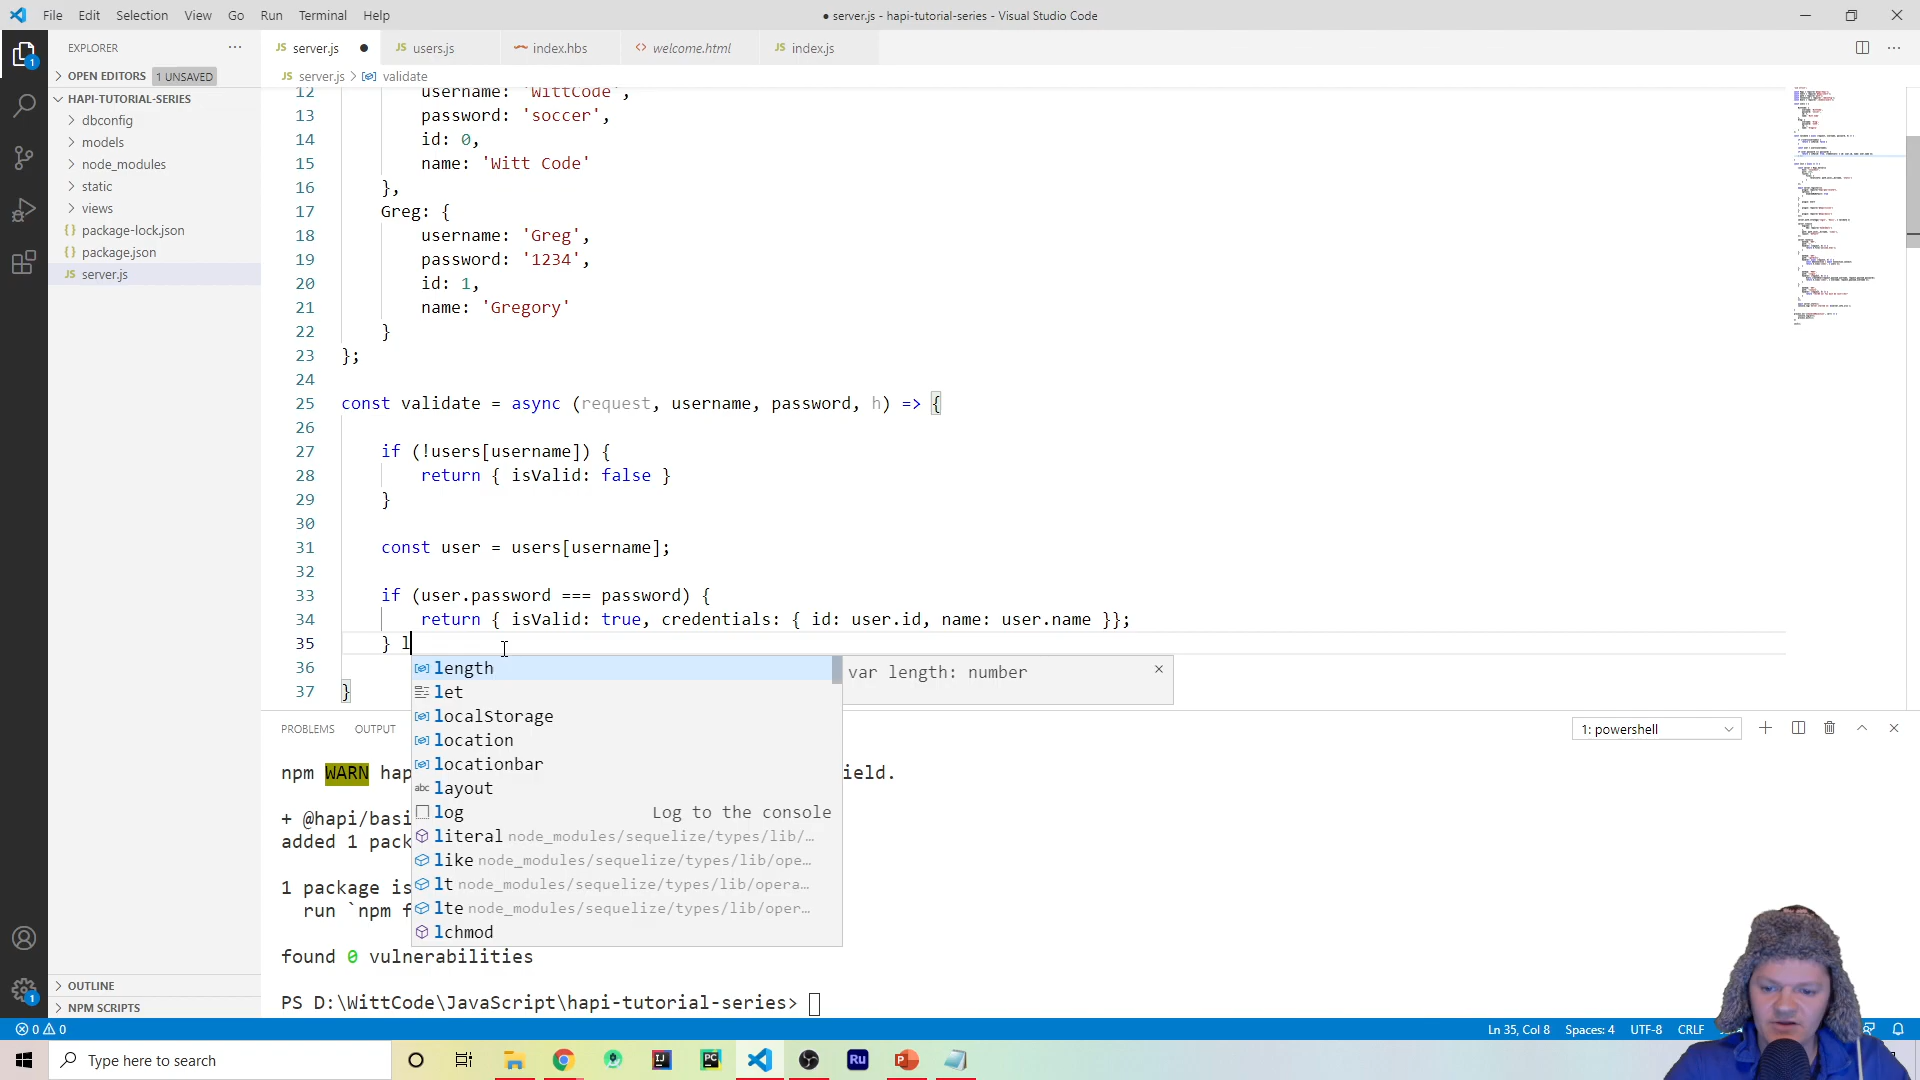 File Edit Selection View Go Run Terminal Help
● server.js - hapi-tutorial-series - Visual Studio Code
EXPLORER
OPEN EDITORS 1 UNSAVED
HAPI-TUTORIAL-SERIES
dbconfig
models
node_modules
static
views
{} package-lock.json
{} package.json
JS server.js
OUTLINE
NPM SCRIPTS
JS server.js ● JS users.js index.hbs <> welcome.html JS index.js
JS server.js > validate
12 username: 'WittCode',
13 password: 'soccer',
14 id: 0,
15 name: 'Witt Code'
16 },
17 Greg: {
18 username: 'Greg',
19 password: '1234',
20 id: 1,
21 name: 'Gregory'
22 }
23 };
24
25 const validate = async (request, username, password, h) => {
26
27 if (!users[username]) {
28 return { isValid: false }
29 }
30
31 const user = users[username];
32
33 if (user.password === password) {
34 return { isValid: true, credentials: { id: user.id, name: user.name }};
35 } l
36
37 }
length
let
localStorage
location
locationbar
abc layout
log Log to the console
literal node_modules/sequelize/types/lib/…
like node_modules/sequelize/types/lib/ope…
lt node_modules/sequelize/types/lib/opera…
lte node_modules/sequelize/types/lib/oper…
lchmod
var length: number
PROBLEMS OUTPUT
1: powershell
npm WARN hap ield.
+ @hapi/basi
added 1 pack
1 package is
run `npm f
found 0 vulnerabilities
PS D:\WittCode\JavaScript\hapi-tutorial-series>
0 0
Ln 35, Col 8 Spaces: 4 UTF-8 CRLF
Type here to search
IJ PC Ru